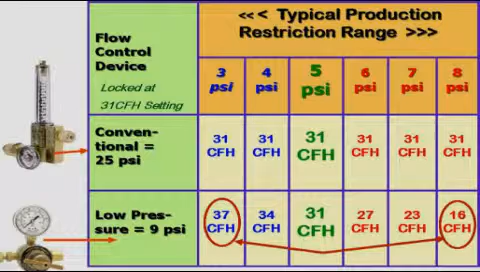 << < Typical Production
Restriction Range >>>
Flow
Control
Device
Locked at
31CFH Setting
3
psi
4
psi
5
psi
6
psi
7
psi
8
psi
Conven-
tional =
25 psi
31
CFH
31
CFH
31
CFH
31
CFH
31
CFH
31
CFH
Low Pres-
sure = 9 psi
37
CFH
34
CFH
31
CFH
27
CFH
23
CFH
16
CFH